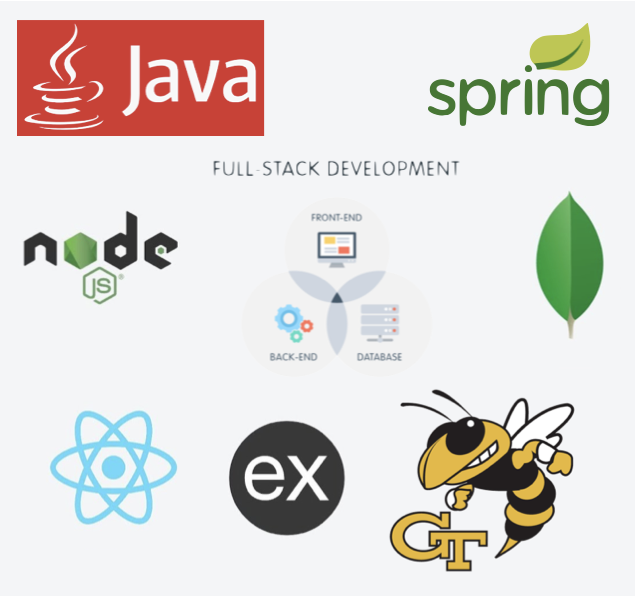 Java
spring
FULL-STACK DEVELOPMENT
FRONT-END
node
JS
®
BACK-END
DATABASE
ex
GT